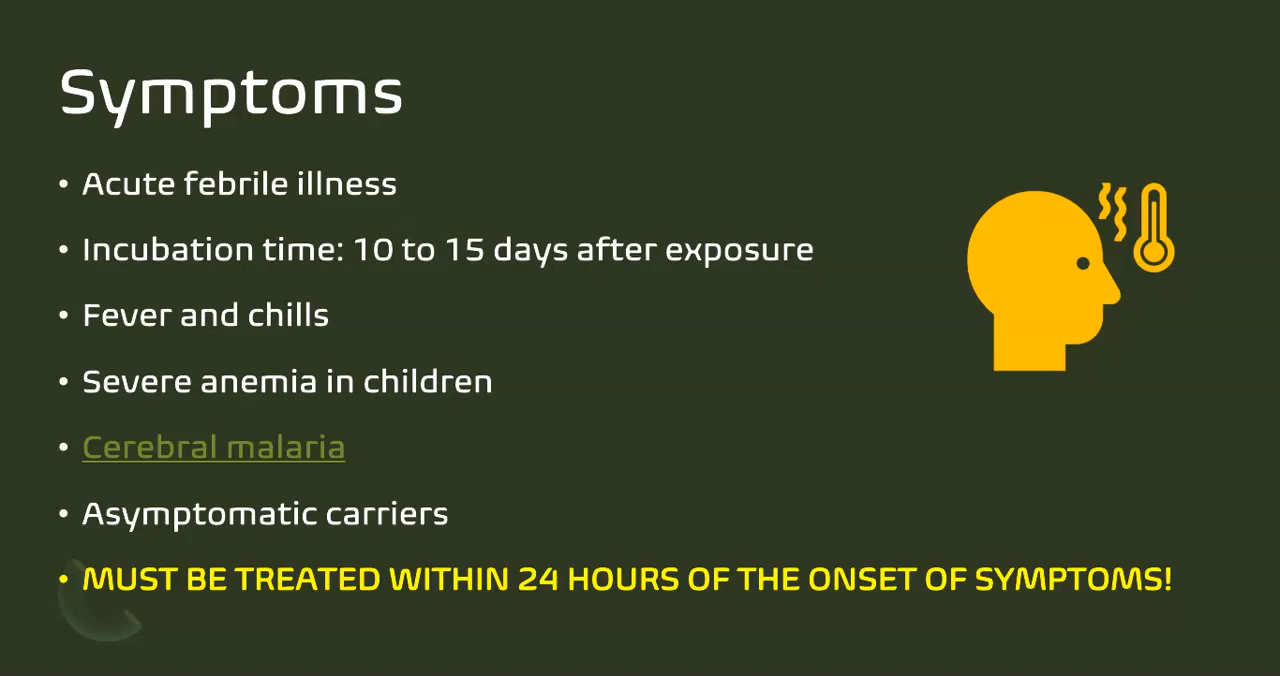 Symptoms
• Acute febrile illness
• Incubation time: 10 to 15 days after exposure
• Fever and chills
• Severe anemia in children
• Cerebral malaria
• Asymptomatic carriers
• MUST BE TREATED WITHIN 24 HOURS OF THE ONSET OF SYMPTOMS!